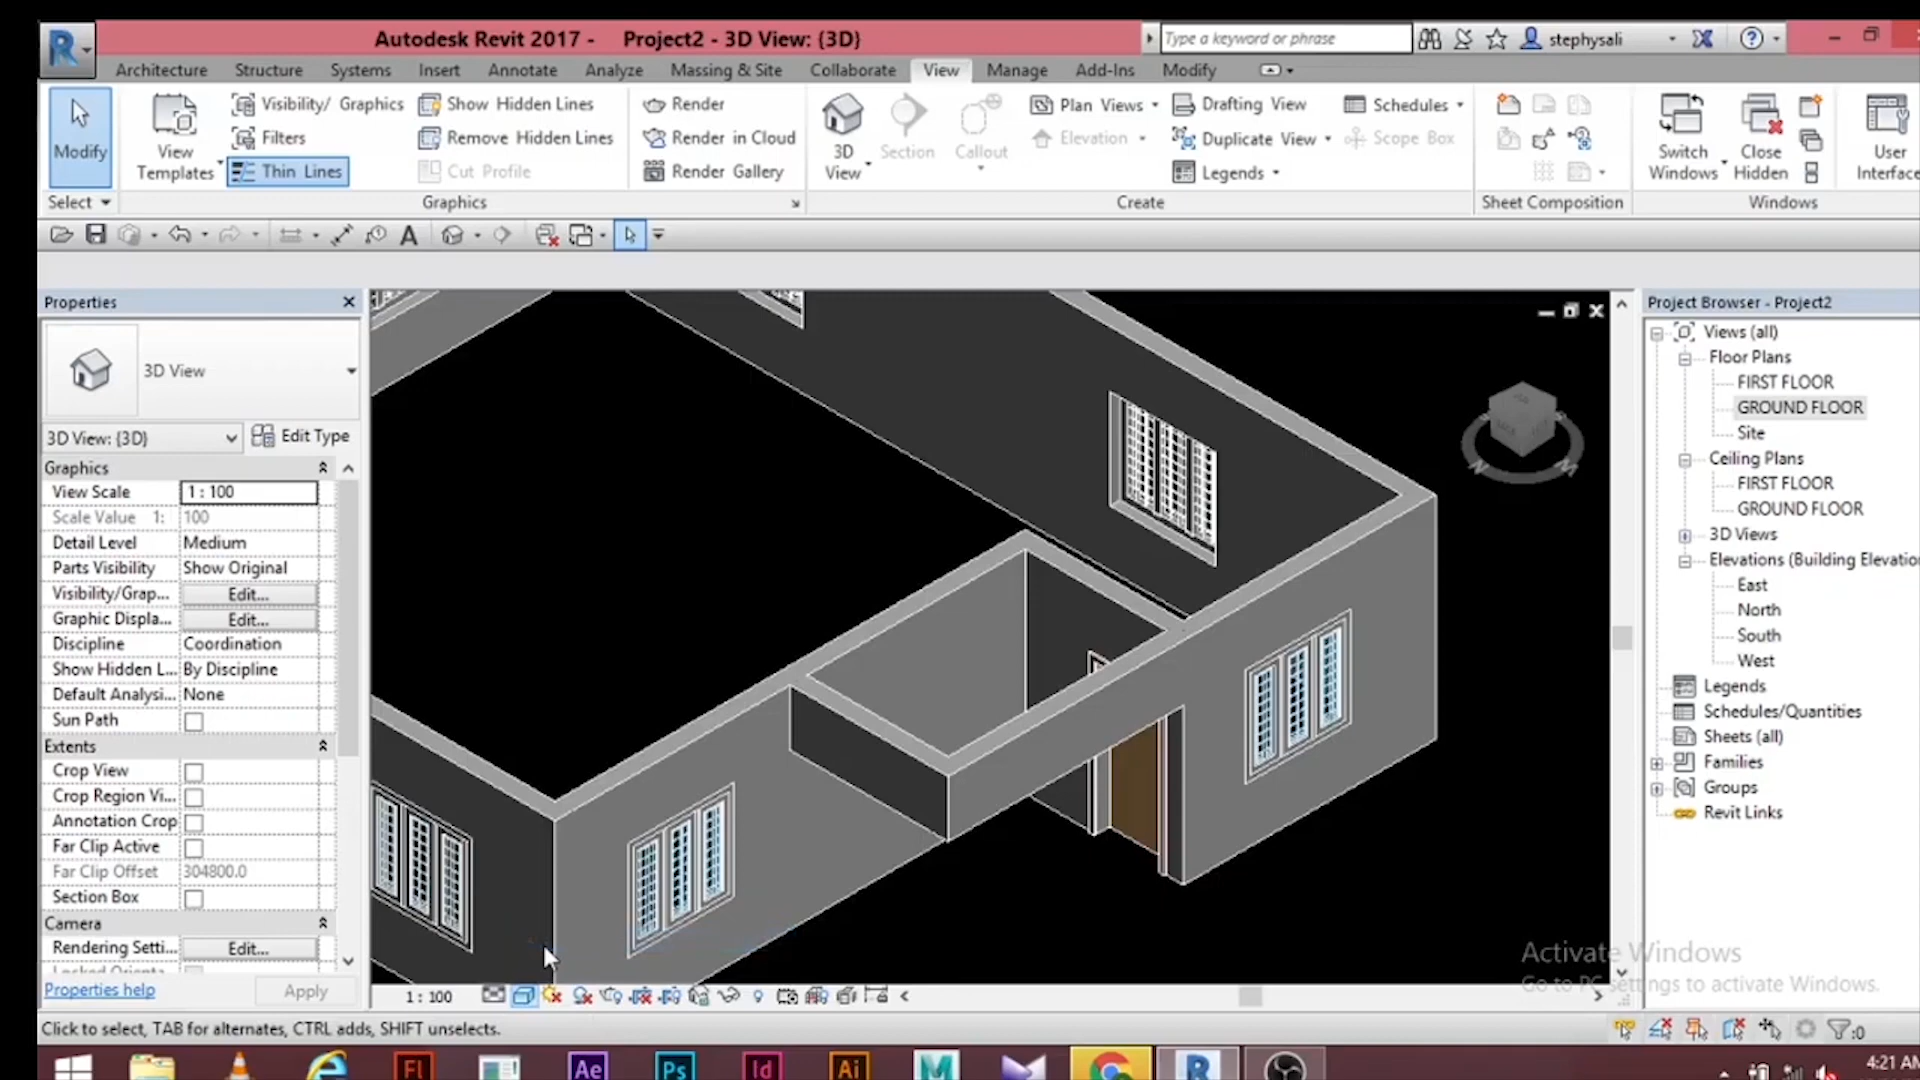 Autodesk Revit 2017 - Project2 - 3D View: {3D}
Type a keyword or phrase
stephysali
Architecture Structure Systems Insert Annotate Analyze Massing & Site Collaborate View Manage Add-Ins Modify
Modify
View Templates
Visibility/ Graphics
Filters
Thin Lines
Show Hidden Lines
Remove Hidden Lines
Cut Profile
Render
Render in Cloud
Render Gallery
3D View
Section
Callout
Plan Views
Elevation
Drafting View
Duplicate View
Legends
Schedules
Scope Box
Switch Windows
Close Hidden
User Interface
Select
Graphics
Create
Sheet Composition
Windows
Properties
3D View
3D View: {3D}
Edit Type
Graphics
View Scale 1 : 100
Scale Value 1: 100
Detail Level Medium
Parts Visibility Show Original
Visibility/Grap... Edit...
Graphic Displa... Edit...
Discipline Coordination
Show Hidden L... By Discipline
Default Analysi... None
Sun Path
Extents
Crop View
Crop Region Vi...
Annotation Crop
Far Clip Active
Far Clip Offset 304800.0
Section Box
Camera
Rendering Setti... Edit...
Properties help
Apply
Project Browser - Project2
Views (all)
Floor Plans
FIRST FLOOR
GROUND FLOOR
Site
Ceiling Plans
FIRST FLOOR
GROUND FLOOR
3D Views
Elevations (Building Elevatio
East
North
South
West
Legends
Schedules/Quantities
Sheets (all)
Families
Groups
Revit Links
Activate Windows
Go to PC settings to activate Windows.
1 : 100
Click to select, TAB for alternates, CTRL adds, SHIFT unselects.
:0
Fl Ae Ps Id Ai
4:21 AM